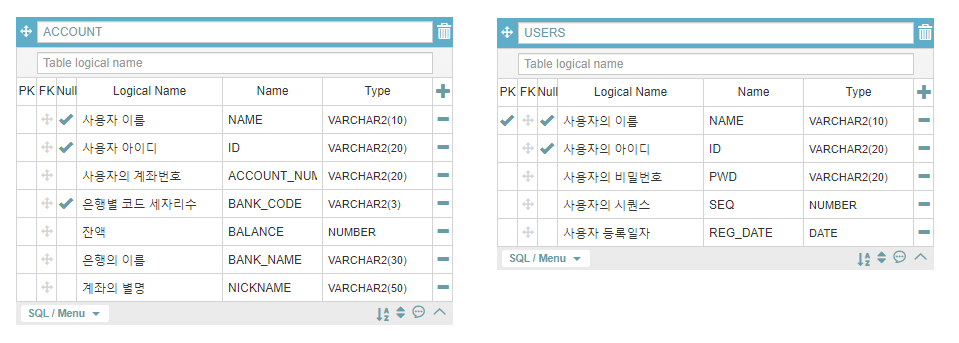 ACCOUNT
Table logical name
PK FK Null Logical Name Name Type
사용자 이름 NAME VARCHAR2(10)
사용자 아이디 ID VARCHAR2(20)
사용자의 계좌번호 ACCOUNT_NUM VARCHAR2(20)
은행별 코드 세자리수 BANK_CODE VARCHAR2(3)
잔액 BALANCE NUMBER
은행의 이름 BANK_NAME VARCHAR2(30)
계좌의 별명 NICKNAME VARCHAR2(50)
SQL / Menu
USERS
Table logical name
PK FK Null Logical Name Name Type
사용자의 이름 NAME VARCHAR2(10)
사용자의 아이디 ID VARCHAR2(20)
사용자의 비밀번호 PWD VARCHAR2(20)
사용자의 시퀀스 SEQ NUMBER
사용자 등록일자 REG_DATE DATE
SQL / Menu